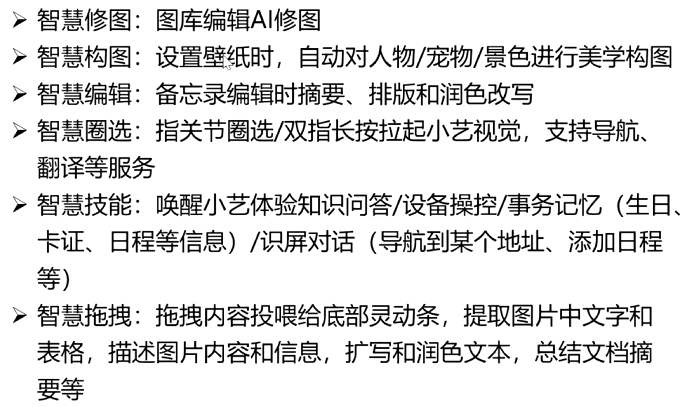 ➢ 智慧修图：图库编辑AI修图
➢ 智慧构图：设置壁纸时，自动对人物/宠物/景色进行美学构图
➢ 智慧编辑：备忘录编辑时摘要、排版和润色改写
➢ 智慧圈选：指关节圈选/双指长按拉起小艺视觉，支持导航、
翻译等服务
➢ 智慧技能：唤醒小艺体验知识问答/设备操控/事务记忆（生日、
卡证、日程等信息）/识屏对话（导航到某个地址、添加日程
等）
➢ 智慧拖拽：拖拽内容投喂给底部灵动条，提取图片中文字和
表格，描述图片内容和信息，扩写和润色文本，总结文档摘
要等